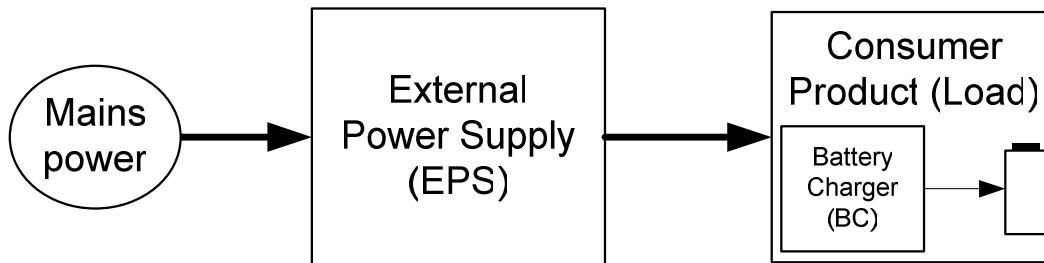 Mains
power
External
Power Supply
(EPS)
Consumer
Product (Load)
Battery
Charger
(BC)